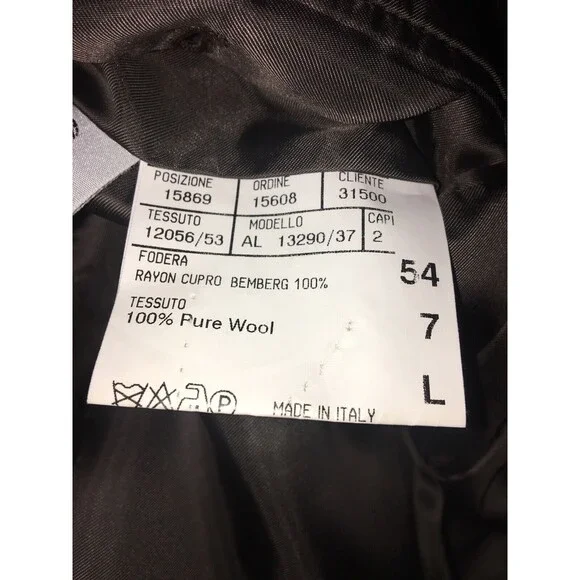 POSIZIONE ORDINE CLIENTE
15869 15608 31500
TESSUTO MODELLO CAPI
12056/53 AL 13290/37 2
FODERA
RAYON CUPRO BEMBERG 100%
54
TESSUTO
100% Pure Wool
7
L
P
MADE IN ITALY